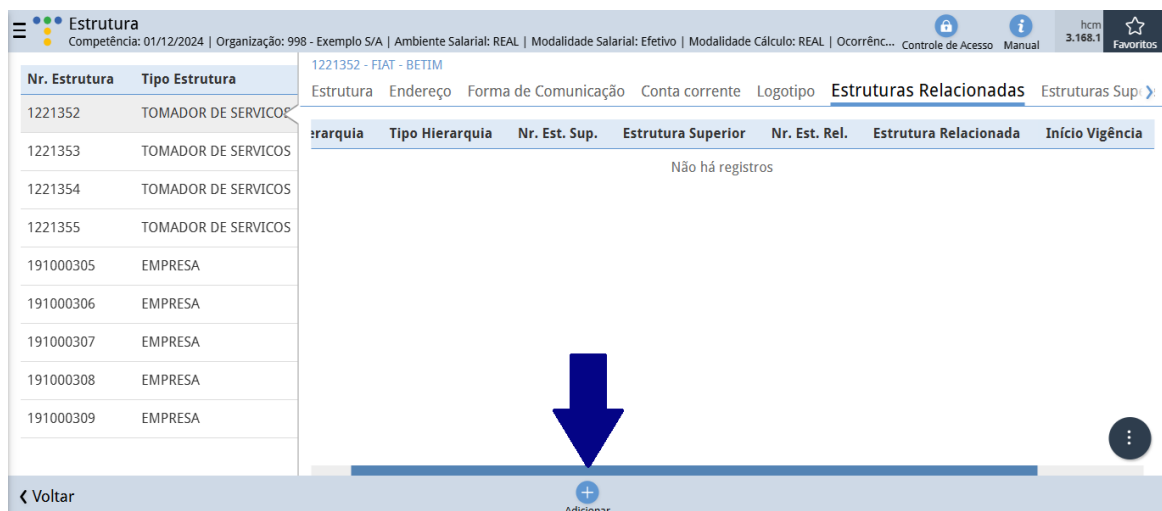 Estrutura
Competência: 01/12/2024 | Organização: 998 - Exemplo S/A | Ambiente Salarial: REAL | Modalidade Salarial: Efetivo | Modalidade Cálculo: REAL | Ocorrênc...
Controle de Acesso
Manual
hcm
3.168.1
Favoritos
Nr. Estrutura Tipo Estrutura
1221352 TOMADOR DE SERVICOS
1221353 TOMADOR DE SERVICOS
1221354 TOMADOR DE SERVICOS
1221355 TOMADOR DE SERVICOS
191000305 EMPRESA
191000306 EMPRESA
191000307 EMPRESA
191000308 EMPRESA
191000309 EMPRESA
1221352 - FIAT - BETIM
Estrutura Endereço Forma de Comunicação Conta corrente Logotipo Estruturas Relacionadas Estruturas Sup
erarquia Tipo Hierarquia Nr. Est. Sup. Estrutura Superior Nr. Est. Rel. Estrutura Relacionada Início Vigência
Não há registros
Voltar
Adicionar